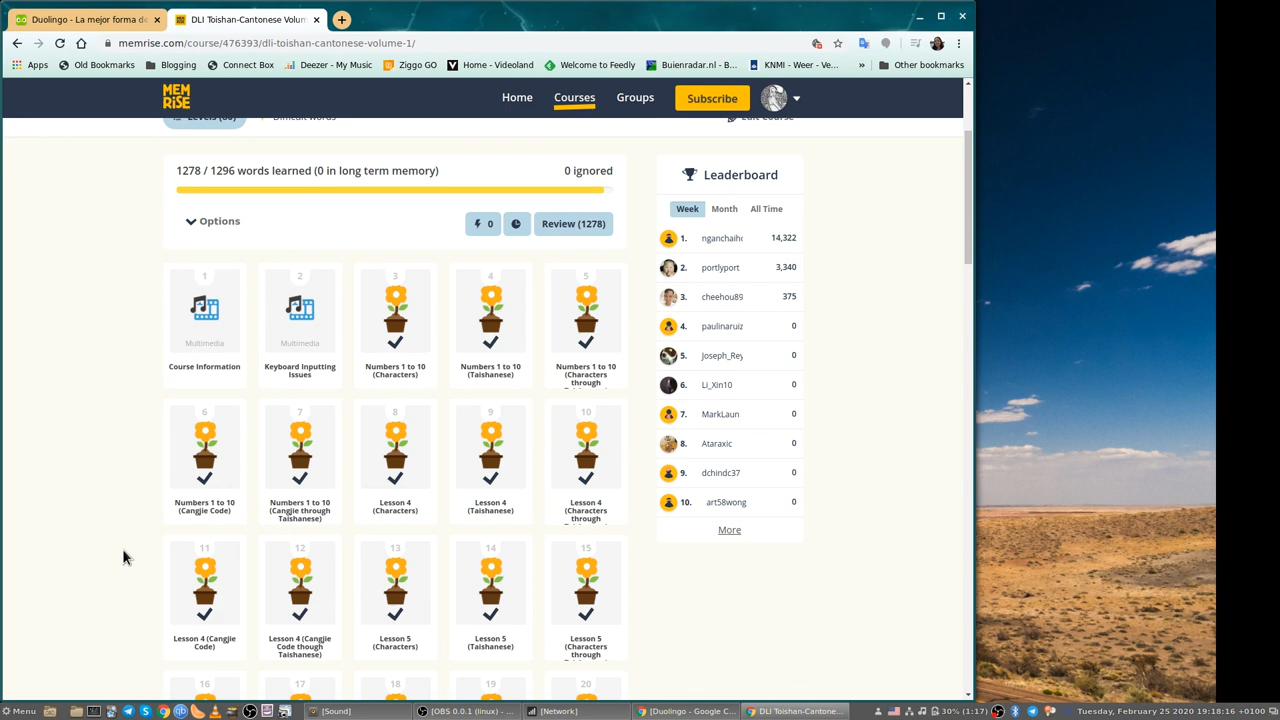 Duolingo - La mejor forma de
DLI Toishan-Cantonese Volum
memrise.com/course/476393/dli-toishan-cantonese-volume-1/
Apps
Old Bookmarks
Blogging
Connect Box
Deezer - My Music
Ziggo GO
Home - Videoland
Welcome to Feedly
Buienradar.nl - B...
KNMI - Weer - Ve...
»
Other bookmarks
MEM
RiSE
Home
Courses
Groups
Subscribe
Levels (80)
Difficult words
Edit Course
1278 / 1296 words learned (0 in long term memory)
0 ignored
Options
0
Review (1278)
1
Multimedia
Course Information
2
Multimedia
Keyboard Inputting
Issues
3
Numbers 1 to 10
(Characters)
4
Numbers 1 to 10
(Taishanese)
5
Numbers 1 to 10
(Characters
through
6
Numbers 1 to 10
(Cangjie Code)
7
Numbers 1 to 10
(Cangjie through
Taishanese)
8
Lesson 4
(Characters)
9
Lesson 4
(Taishanese)
10
Lesson 4
(Characters
through
11
Lesson 4 (Cangjie
Code)
12
Lesson 4 (Cangjie
Code though
Taishanese)
13
Lesson 5
(Characters)
14
Lesson 5
(Taishanese)
15
Lesson 5
(Characters
through
16
17
18
19
20
Leaderboard
Week
Month
All Time
1. nganchaiho 14,322
2. portlyport 3,340
3. cheehou89 375
4. paulinaruiz 0
5. Joseph_Rey 0
6. Li_Xin10 0
7. MarkLaun 0
8. Ataraxic 0
9. dchindc37 0
10. art58wong 0
More
Menu
[Sound]
(OBS 0.0.1 (linux) - ...
[Network]
[Duolingo - Google C...
DLI Toishan-Cantone...
30% (1:17)
Tuesday, February 25 2020, 19:18:16 +0100